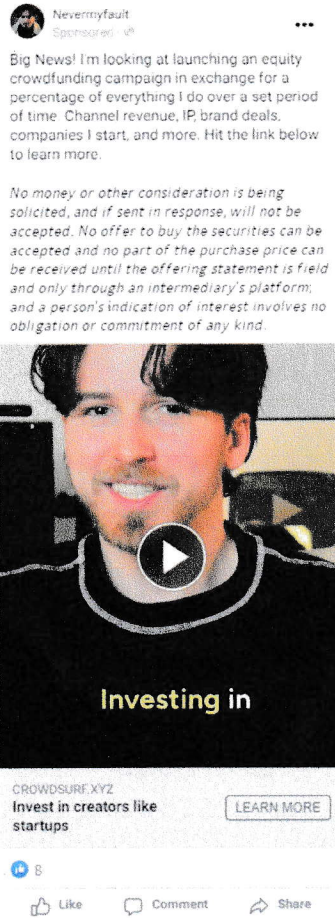 Nevermyfault
Sponsored ·
Big News! I'm looking at launching an equity
crowdfunding campaign in exchange for a
percentage of everything I do over a set period
of time. Channel revenue, IP, brand deals,
companies I start, and more. Hit the link below
to learn more.
No money or other consideration is being
solicited, and if sent in response, will not be
accepted. No offer to buy the securities can be
accepted and no part of the purchase price can
be received until the offering statement is field
and only through an intermediary's platform;
and a person's indication of interest involves no
obligation or commitment of any kind.
Investing in
CROWDSURF.XYZ
Invest in creators like
startups
LEARN MORE
8
Like Comment Share